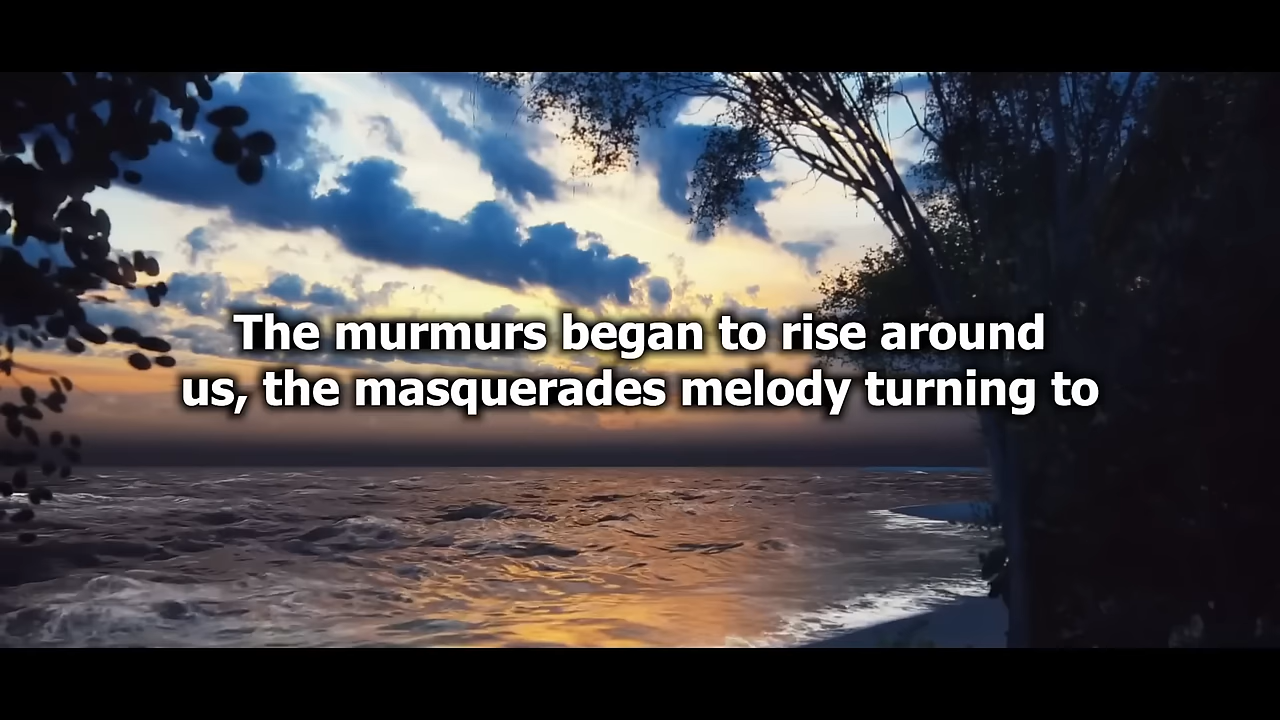 The murmurs began to rise around
us, the masquerades melody turning to